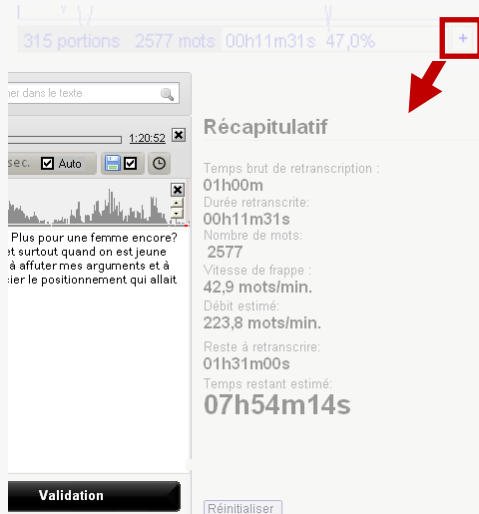 315 portions 2577 mots 00h11m31s 47,0% +
her dans le texte
1:20:52
sec. Auto
Plus pour une femme encore?
et surtout quand on est jeune
à affuter mes arguments et à
cier le positionnement qui allait
Validation
Récapitulatif
Temps brut de retranscription :
01h00m
Durée retranscrite:
00h11m31s
Nombre de mots:
2577
Vitesse de frappe :
42,9 mots/min.
Débit estimé:
223,8 mots/min.
Reste à retranscrire:
01h31m00s
Temps restant estimé:
07h54m14s
Réinitialiser